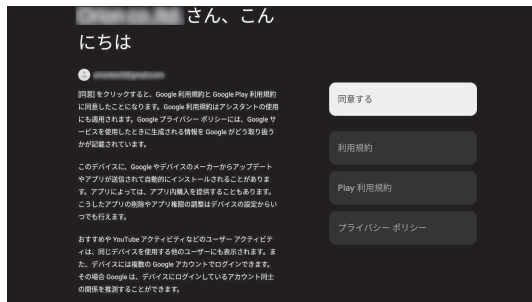 さん、こん
にちは
[同意] をクリックすると、Google 利用規約と Google Play 利用規約
に同意したことになります。Google 利用規約はアシスタントの使用
にも適用されます。Google プライバシー ポリシーには、Google サ
ービスを使用したときに生成される情報を Google がどう取り扱う
かが記載されています。
このデバイスに、Google やデバイスのメーカーからアップデート
やアプリが送信されて自動的にインストールされることがありま
す。アプリによっては、アプリ内購入を提供することもあります。
こうしたアプリの削除やアプリ権限の調整はデバイスの設定からい
つでも行えます。
おすすめや YouTube アクティビティなどのユーザー アクティビテ
ィは、同じデバイスを使用する他のユーザーにも表示されます。ま
た、デバイスには複数の Google アカウントでログインできます。
その場合 Google は、デバイスにログインしているアカウント同士
の関係を推測することができます。
同意する
利用規約
Play 利用規約
プライバシー ポリシー